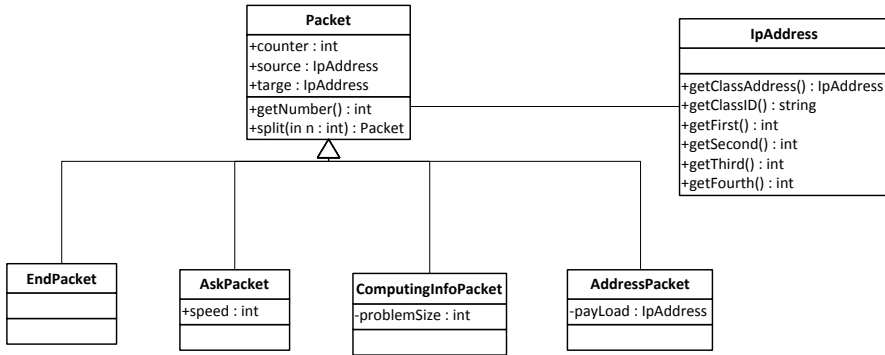 Packet
+counter : int
+source : IpAddress
+targe : IpAddress
+getNumber() : int
+split(in n : int) : Packet
IpAddress
+getClassAddress() : IpAddress
+getClassID() : string
+getFirst() : int
+getSecond() : int
+getThird() : int
+getFourth() : int
EndPacket
AskPacket
+speed : int
ComputingInfoPacket
-problemSize : int
AddressPacket
-payLoad : IpAddress